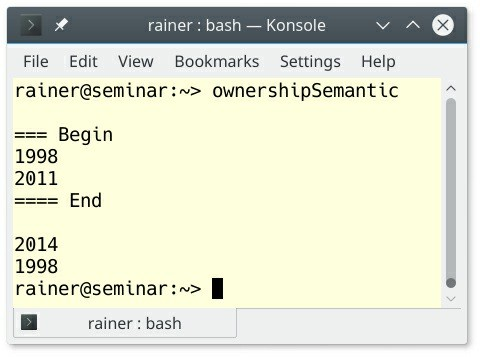 rainer : bash — Konsole
File Edit View Bookmarks Settings Help
rainer@seminar:~> ownershipSemantic
=== Begin
1998
2011
==== End
2014
1998
rainer@seminar:~>
rainer : bash